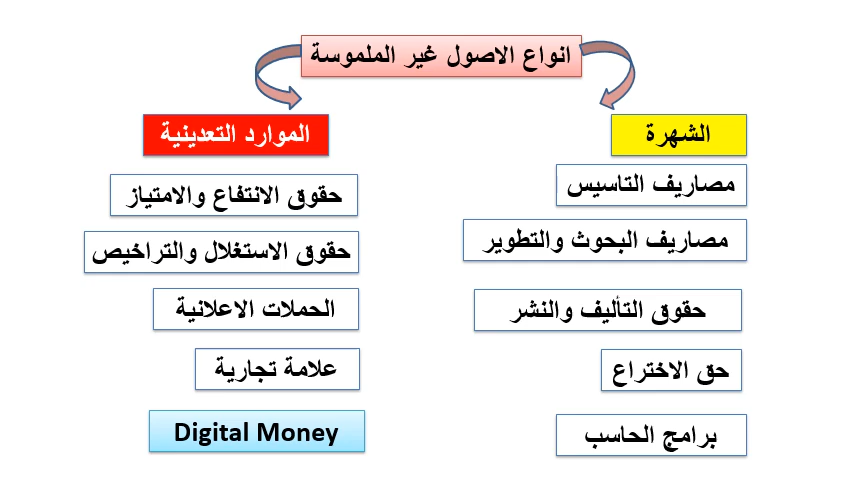 انواع الاصول غير الملموسة
الشهرة
مصاريف التاسيس
مصاريف البحوث والتطوير
حقوق التأليف والنشر
حق الاختراع
برامج الحاسب
الموارد التعدينية
حقوق الانتفاع والامتياز
حقوق الاستغلال والتراخيص
الحملات الاعلانية
علامة تجارية
Digital Money